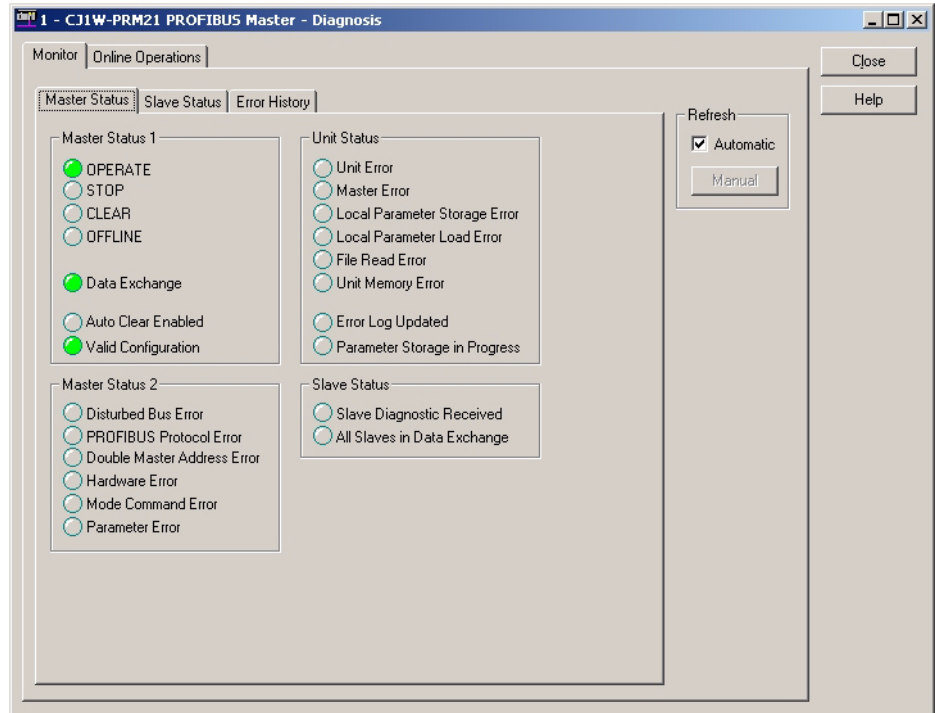 1 - CJ1W-PRM21 PROFIBUS Master - Diagnosis
Monitor
Online Operations
Close
Help
Master Status
Slave Status
Error History
Refresh
Automatic
Manual
Master Status 1
OPERATE
STOP
CLEAR
OFFLINE
Data Exchange
Auto Clear Enabled
Valid Configuration
Unit Status
Unit Error
Master Error
Local Parameter Storage Error
Local Parameter Load Error
File Read Error
Unit Memory Error
Error Log Updated
Parameter Storage in Progress
Master Status 2
Disturbed Bus Error
PROFIBUS Protocol Error
Double Master Address Error
Hardware Error
Mode Command Error
Parameter Error
Slave Status
Slave Diagnostic Received
All Slaves in Data Exchange